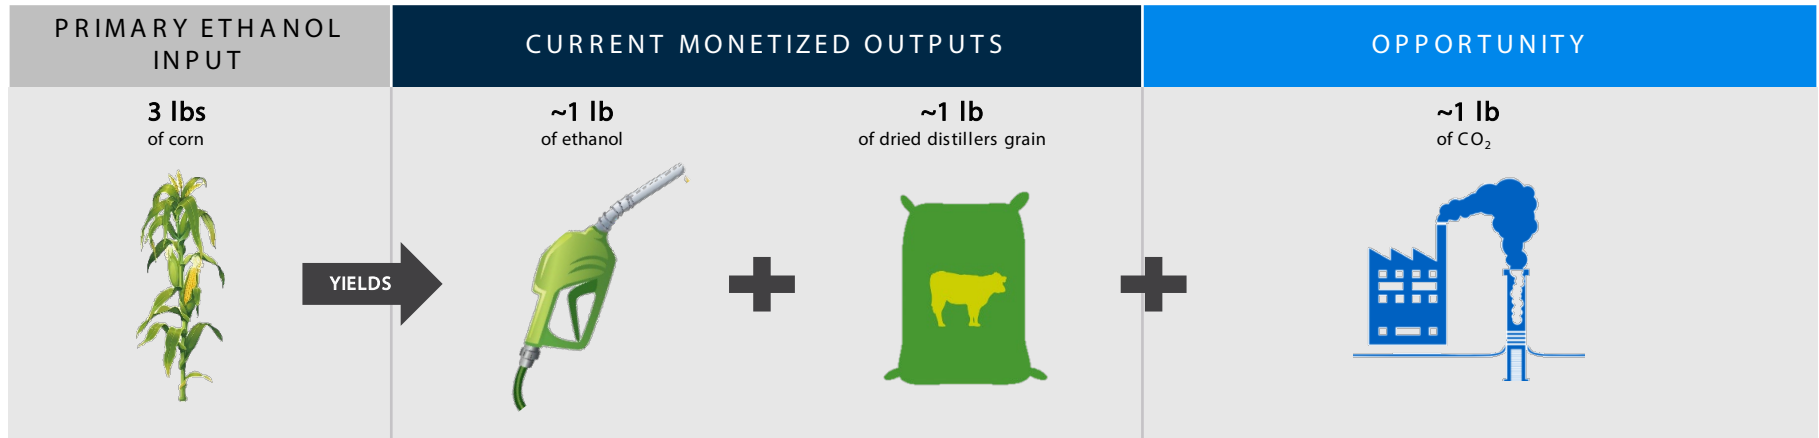 PRIMARY ETHANOL
INPUT
CURRENT MONETIZED OUTPUTS
OPPORTUNITY
3 lbs
of corn
~1 lb
of ethanol
~1 lb
of dried distillers grain
~1 lb
of CO₂
YIELDS